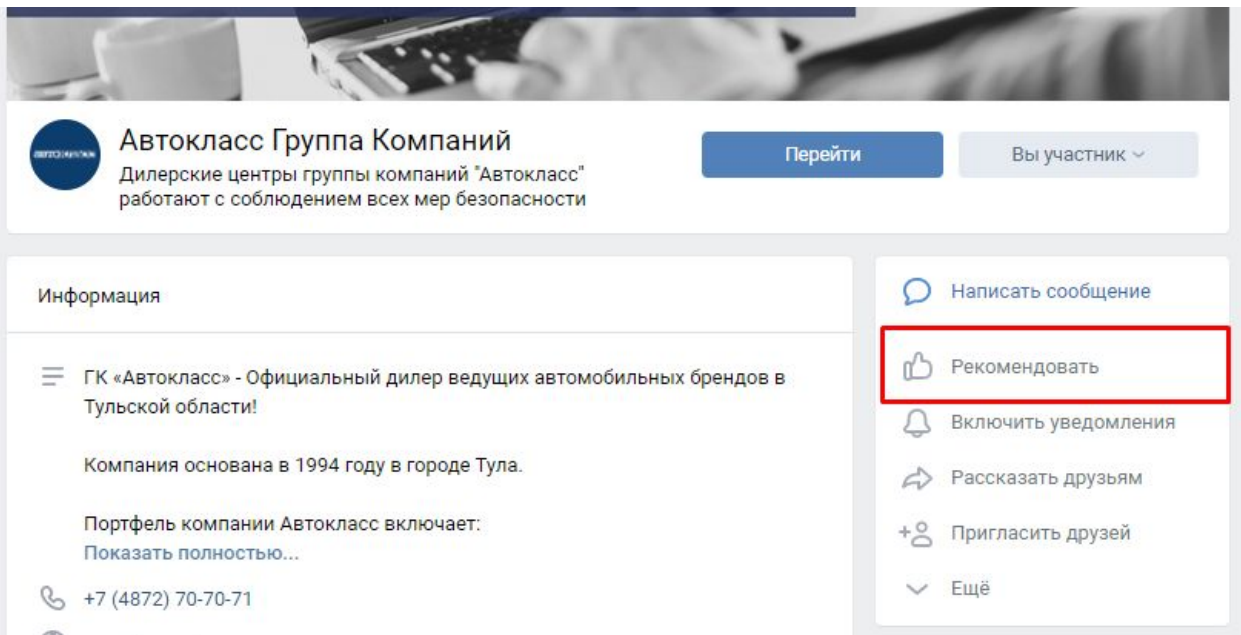 Автокласс Группа Компаний
Дилерские центры группы компаний "Автокласс"
работают с соблюдением всех мер безопасности
Перейти
Вы участник
Информация
ГК «Автокласс» - Официальный дилер ведущих автомобильных брендов в
Тульской области!
Компания основана в 1994 году в городе Тула.
Портфель компании Автокласс включает:
Показать полностью...
+7 (4872) 70-70-71
Написать сообщение
Рекомендовать
Включить уведомления
Рассказать друзьям
Пригласить друзей
Ещё